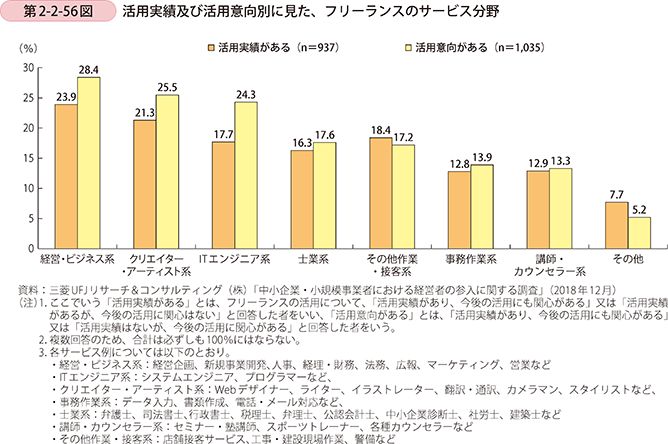 第2-2-56図 活用実績及び活用意向別に見た、フリーランスのサービス分野
活用実績がある（n＝937） 活用意向がある（n＝1,035）
(%)
30
25
20
15
10
5
0
23.9 28.4
21.3 25.5
17.7 24.3
16.3 17.6
18.4 17.2
12.8 13.9
12.9 13.3
7.7 5.2
経営・ビジネス系
クリエイター
・アーティスト系
ITエンジニア系
士業系
その他作業
・接客系
事務作業系
講師・
カウンセラー系
その他
資料：三菱UFJリサーチ＆コンサルティング（株）「中小企業・小規模事業者における経営者の参入に関する調査」（2018年12月）
（注）1．ここでいう「活用実績がある」とは、フリーランスの活用について、「活用実績があり、今後の活用にも関心がある」又は「活用実績
があるが、今後の活用に関心はない」と回答した者をいい、「活用意向がある」とは、「活用実績があり、今後の活用にも関心がある」
又は「活用実績はないが、今後の活用に関心がある」と回答した者をいう。
2．複数回答のため、合計は必ずしも100％にはならない。
3．各サービス例については以下のとおり。
・経営・ビジネス系：経営企画、新規事業開発、人事、経理・財務、法務、広報、マーケティング、営業など
・ITエンジニア系：システムエンジニア、プログラマーなど、
・クリエイター・アーティスト系：Webデザイナー、ライター、イラストレーター、翻訳・通訳、カメラマン、スタイリストなど、
・事務作業系：データ入力、書類作成、電話・メール対応など、
・士業系：弁護士、司法書士、行政書士、税理士、弁理士、公認会計士、中小企業診断士、社労士、建築士など
・講師・カウンセラー系：セミナー・塾講師、スポーツトレーナー、各種カウンセラーなど
・その他作業・接客系：店舗接客サービス、工事・建設現場作業、警備など